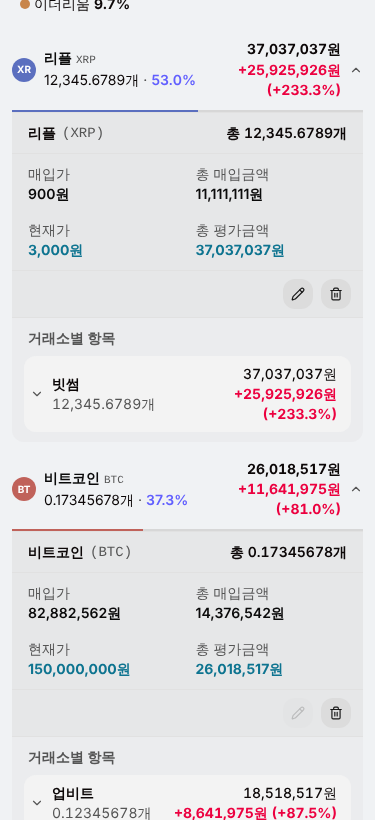 이더리움 9.7%
XR
리플 XRP
12,345.6789개 · 53.0%
37,037,037원
+25,925,926원
(+233.3%)
리플 (XRP)
총 12,345.6789개
매입가
총 매입금액
900원
11,111,111원
현재가
총 평가금액
3,000원
37,037,037원
거래소별 항목
빗썸
12,345.6789개
37,037,037원
+25,925,926원
(+233.3%)
BT
비트코인 BTC
0.17345678개 · 37.3%
26,018,517원
+11,641,975원
(+81.0%)
비트코인 (BTC)
총 0.17345678개
매입가
총 매입금액
82,882,562원
14,376,542원
현재가
총 평가금액
150,000,000원
26,018,517원
거래소별 항목
업비트
0.12345678개
18,518,517원
+8,641,975원 (+87.5%)